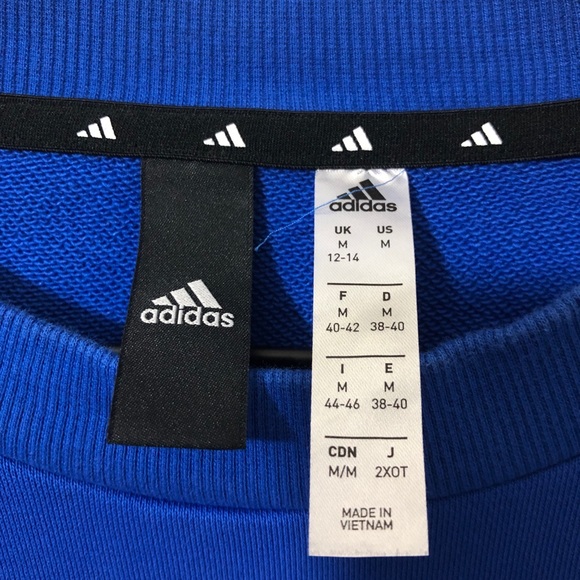 adidas
adidas
UK US
M M
12-14
F D
M M
40-42 38-40
I E
M M
44-46 38-40
CDN J
M/M 2XOT
MADE IN
VIETNAM